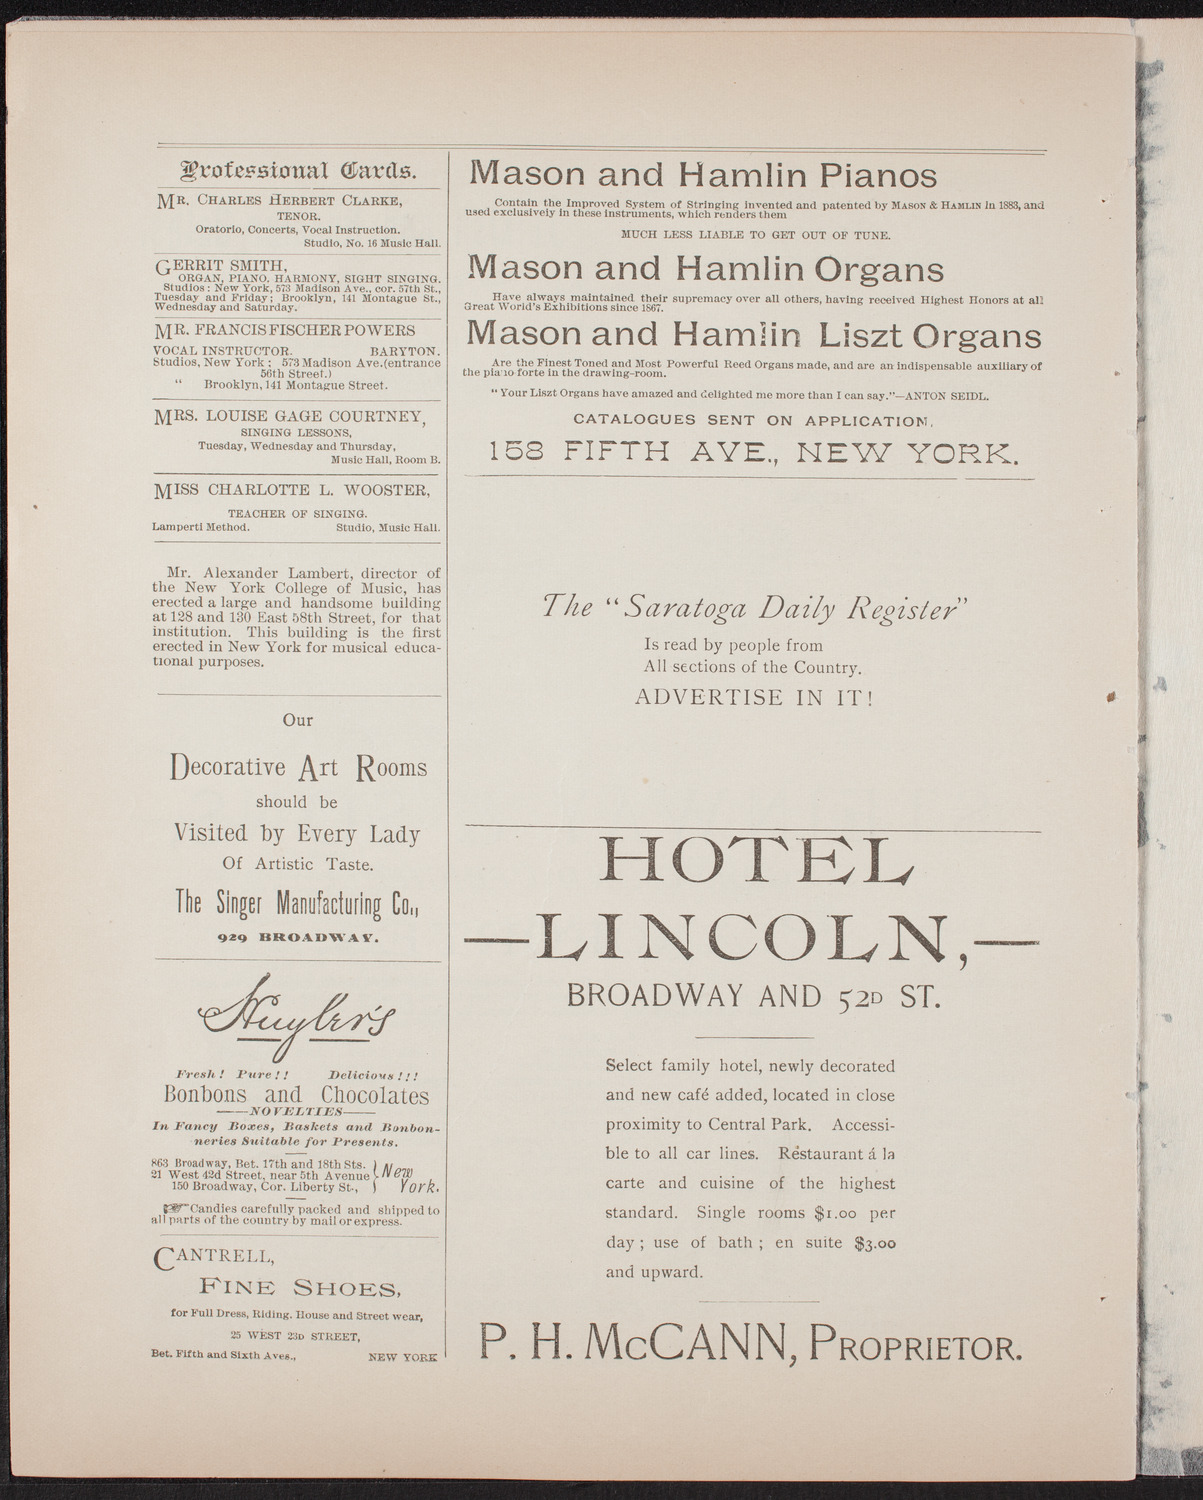 Professional Cards.
MR. CHARLES HERBERT CLARKE,
TENOR.
Oratorio, Concerts, Vocal Instruction.
Studio, No. 16 Music Hall.
GERRIT SMITH,
ORGAN, PIANO, HARMONY, SIGHT SINGING.
Studios: New York, 573 Madison Ave., cor. 57th St.,
Tuesday and Friday; Brooklyn, 141 Montague St.,
Wednesday and Saturday.
MR. FRANCIS FISCHER POWERS
VOCAL INSTRUCTOR. BARYTON.
Studios, New York; 573 Madison Ave.(entrance
56th Street.)
" Brooklyn, 141 Montague Street.
MRS. LOUISE GAGE COURTNEY,
SINGING LESSONS,
Tuesday, Wednesday and Thursday,
Music Hall, Room B.
MISS CHARLOTTE L. WOOSTER,
TEACHER OF SINGING.
Lamperti Method. Studio, Music Hall.
Mr. Alexander Lambert, director of
the New York College of Music, has
erected a large and handsome building
at 128 and 130 East 58th Street, for that
institution. This building is the first
erected in New York for musical educa-
tional purposes.
Our
Decorative Art Rooms
should be
Visited by Every Lady
Of Artistic Taste.
The Singer Manufacturing Co.,
929 BROADWAY.
Huyler's
Fresh! Pure!! Delicious!!!
Bonbons and Chocolates
NOVELTIES
In Fancy Boxes, Baskets and Bonbon-
neries Suitable for Presents.
863 Broadway, Bet. 17th and 18th Sts.
21 West 42d Street, near 5th Avenue
150 Broadway, Cor. Liberty St.,
New
York.
☞Candies carefully packed and shipped to
all parts of the country by mail or express.
CANTRELL,
FINE SHOES,
for Full Dress, Riding. House and Street wear,
25 WEST 23D STREET,
Bet. Fifth and Sixth Aves., NEW YORK
Mason and Hamlin Pianos
Contain the Improved System of Stringing invented and patented by MASON & HAMLIN in 1883, and
used exclusively in these instruments, which renders them
MUCH LESS LIABLE TO GET OUT OF TUNE.
Mason and Hamlin Organs
Have always maintained their supremacy over all others, having received Highest Honors at all
Great World's Exhibitions since 1867.
Mason and Hamlin Liszt Organs
Are the Finest Toned and Most Powerful Reed Organs made, and are an indispensable auxiliary of
the piano-forte in the drawing-room.
"Your Liszt Organs have amazed and delighted me more than I can say."—ANTON SEIDL.
CATALOGUES SENT ON APPLICATION.
158 FIFTH AVE., NEW YORK.
The "Saratoga Daily Register"
Is read by people from
All sections of the Country.
ADVERTISE IN IT!
HOTEL
—LINCOLN,—
BROADWAY AND 52D ST.
Select family hotel, newly decorated
and new café added, located in close
proximity to Central Park. Accessi-
ble to all car lines. Restaurant á la
carte and cuisine of the highest
standard. Single rooms $1.00 per
day; use of bath; en suite $3.00
and upward.
P. H. McCANN, PROPRIETOR.